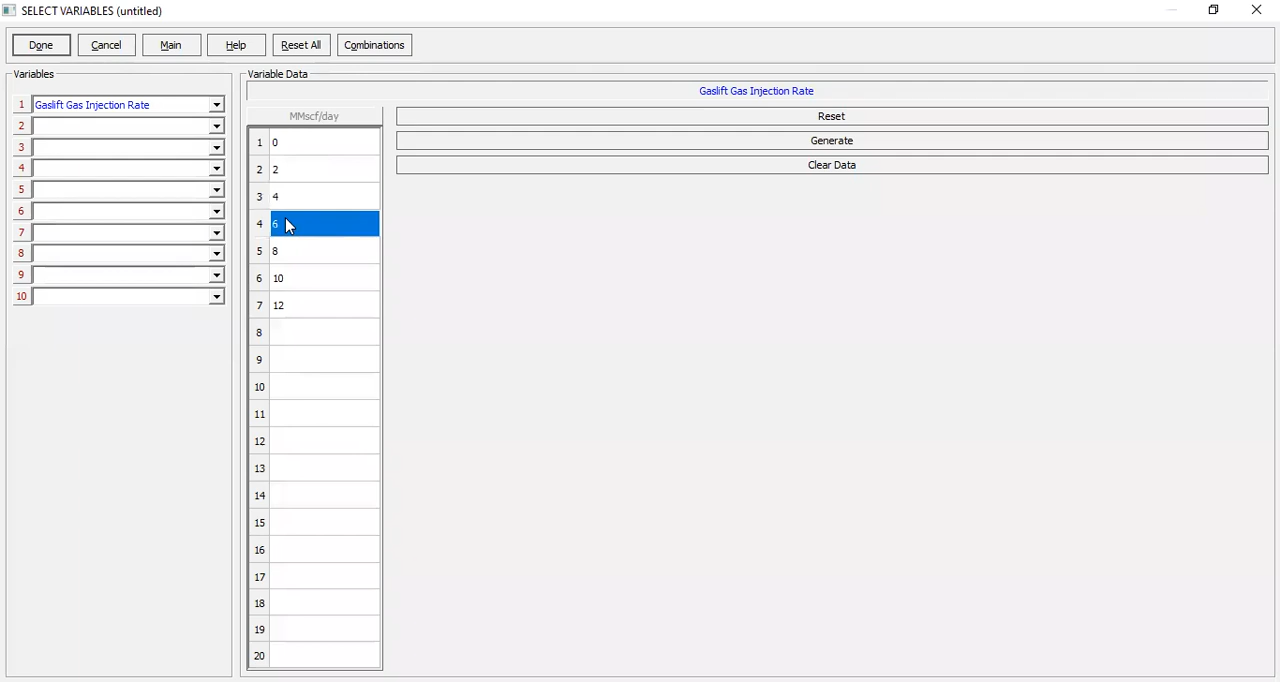 SELECT VARIABLES (untitled)
Done Cancel Main Help Reset All Combinations
Variables
1 Gaslift Gas Injection Rate
2
3
4
5
6
7
8
9
10
Variable Data
Gaslift Gas Injection Rate
MMscf/day
1 0
2 2
3 4
4 6
5 8
6 10
7 12
8
9
10
11
12
13
14
15
16
17
18
19
20
Reset
Generate
Clear Data